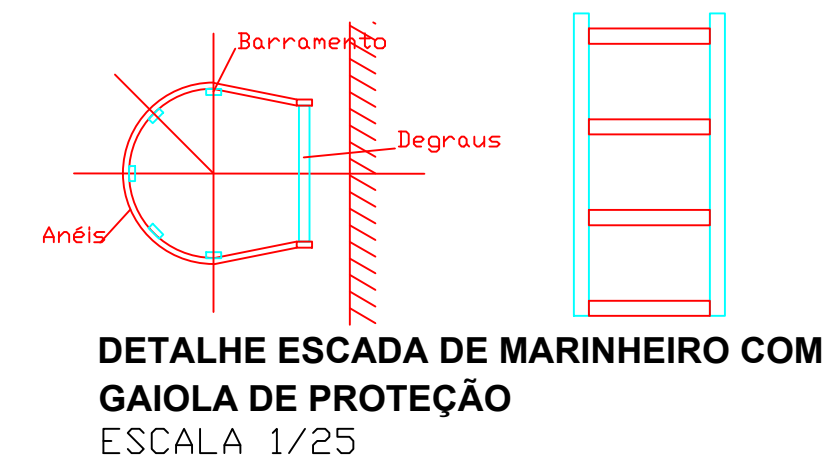 Barramento
Degraus
Anéis
DETALHE ESCADA DE MARINHEIRO COM
GAIOLA DE PROTEÇÃO
ESCALA 1/25